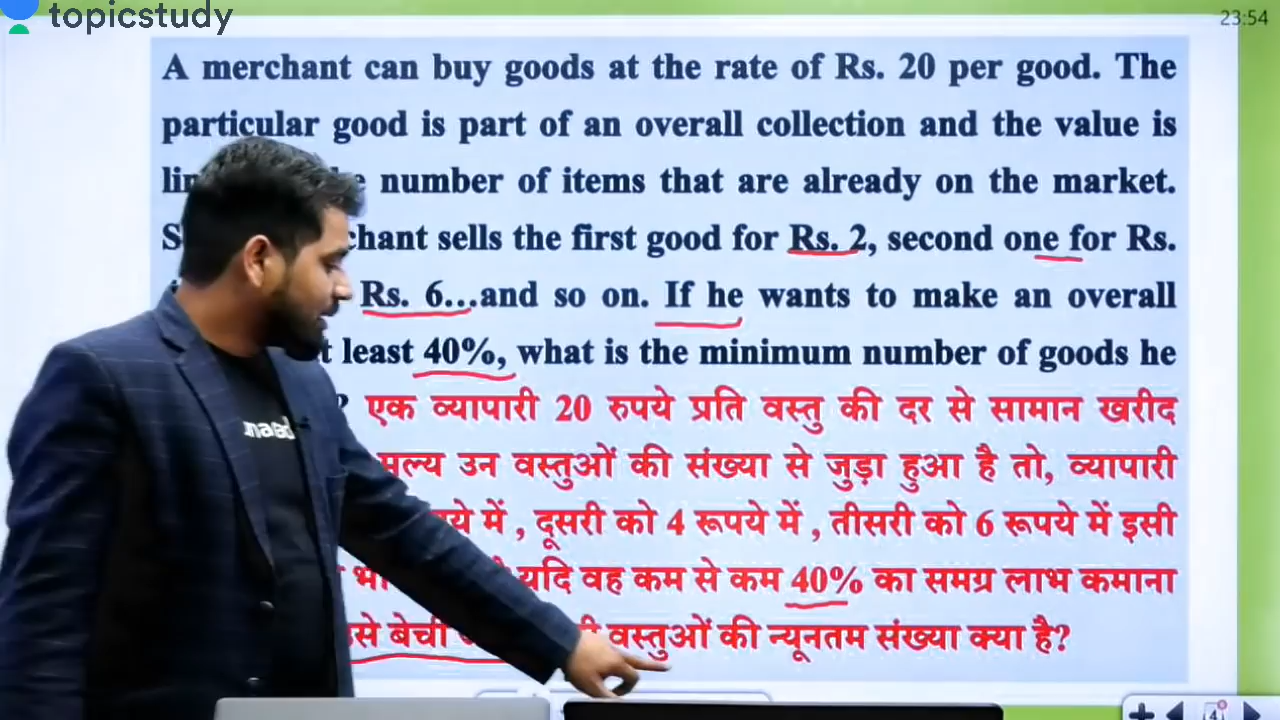 topicstudy
23:54
A merchant can buy goods at the rate of Rs. 20 per good. The
particular good is part of an overall collection and the value is
number of items that are already on the market.
sells the first good for Rs. 2, second one for Rs.
Rs. 6...and so on. If he wants to make an overall
least 40%, what is the minimum number of goods he
? एक व्यापारी 20 रुपये प्रति वस्तु की दर से सामान खरीद
उन वस्तुओं की संख्या से जुड़ा हुआ है तो, व्यापारी
में , दूसरी को 4 रूपये में , तीसरी को 6 रूपये में इसी
यदि वह कम से कम 40% का समग्र लाभ कमाना
बेची वस्तुओं की न्यूनतम संख्या क्या है?